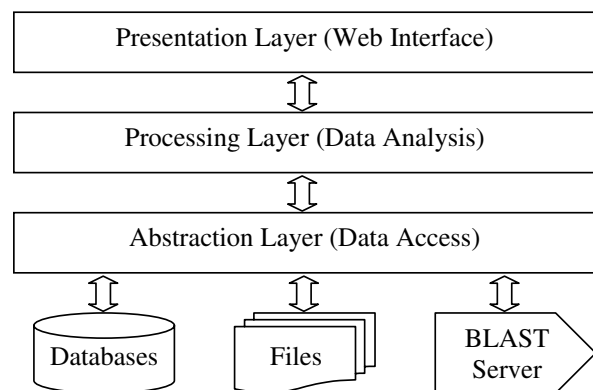 Presentation Layer (Web Interface)
Processing Layer (Data Analysis)
Abstraction Layer (Data Access)
Databases
Files
BLAST
Server